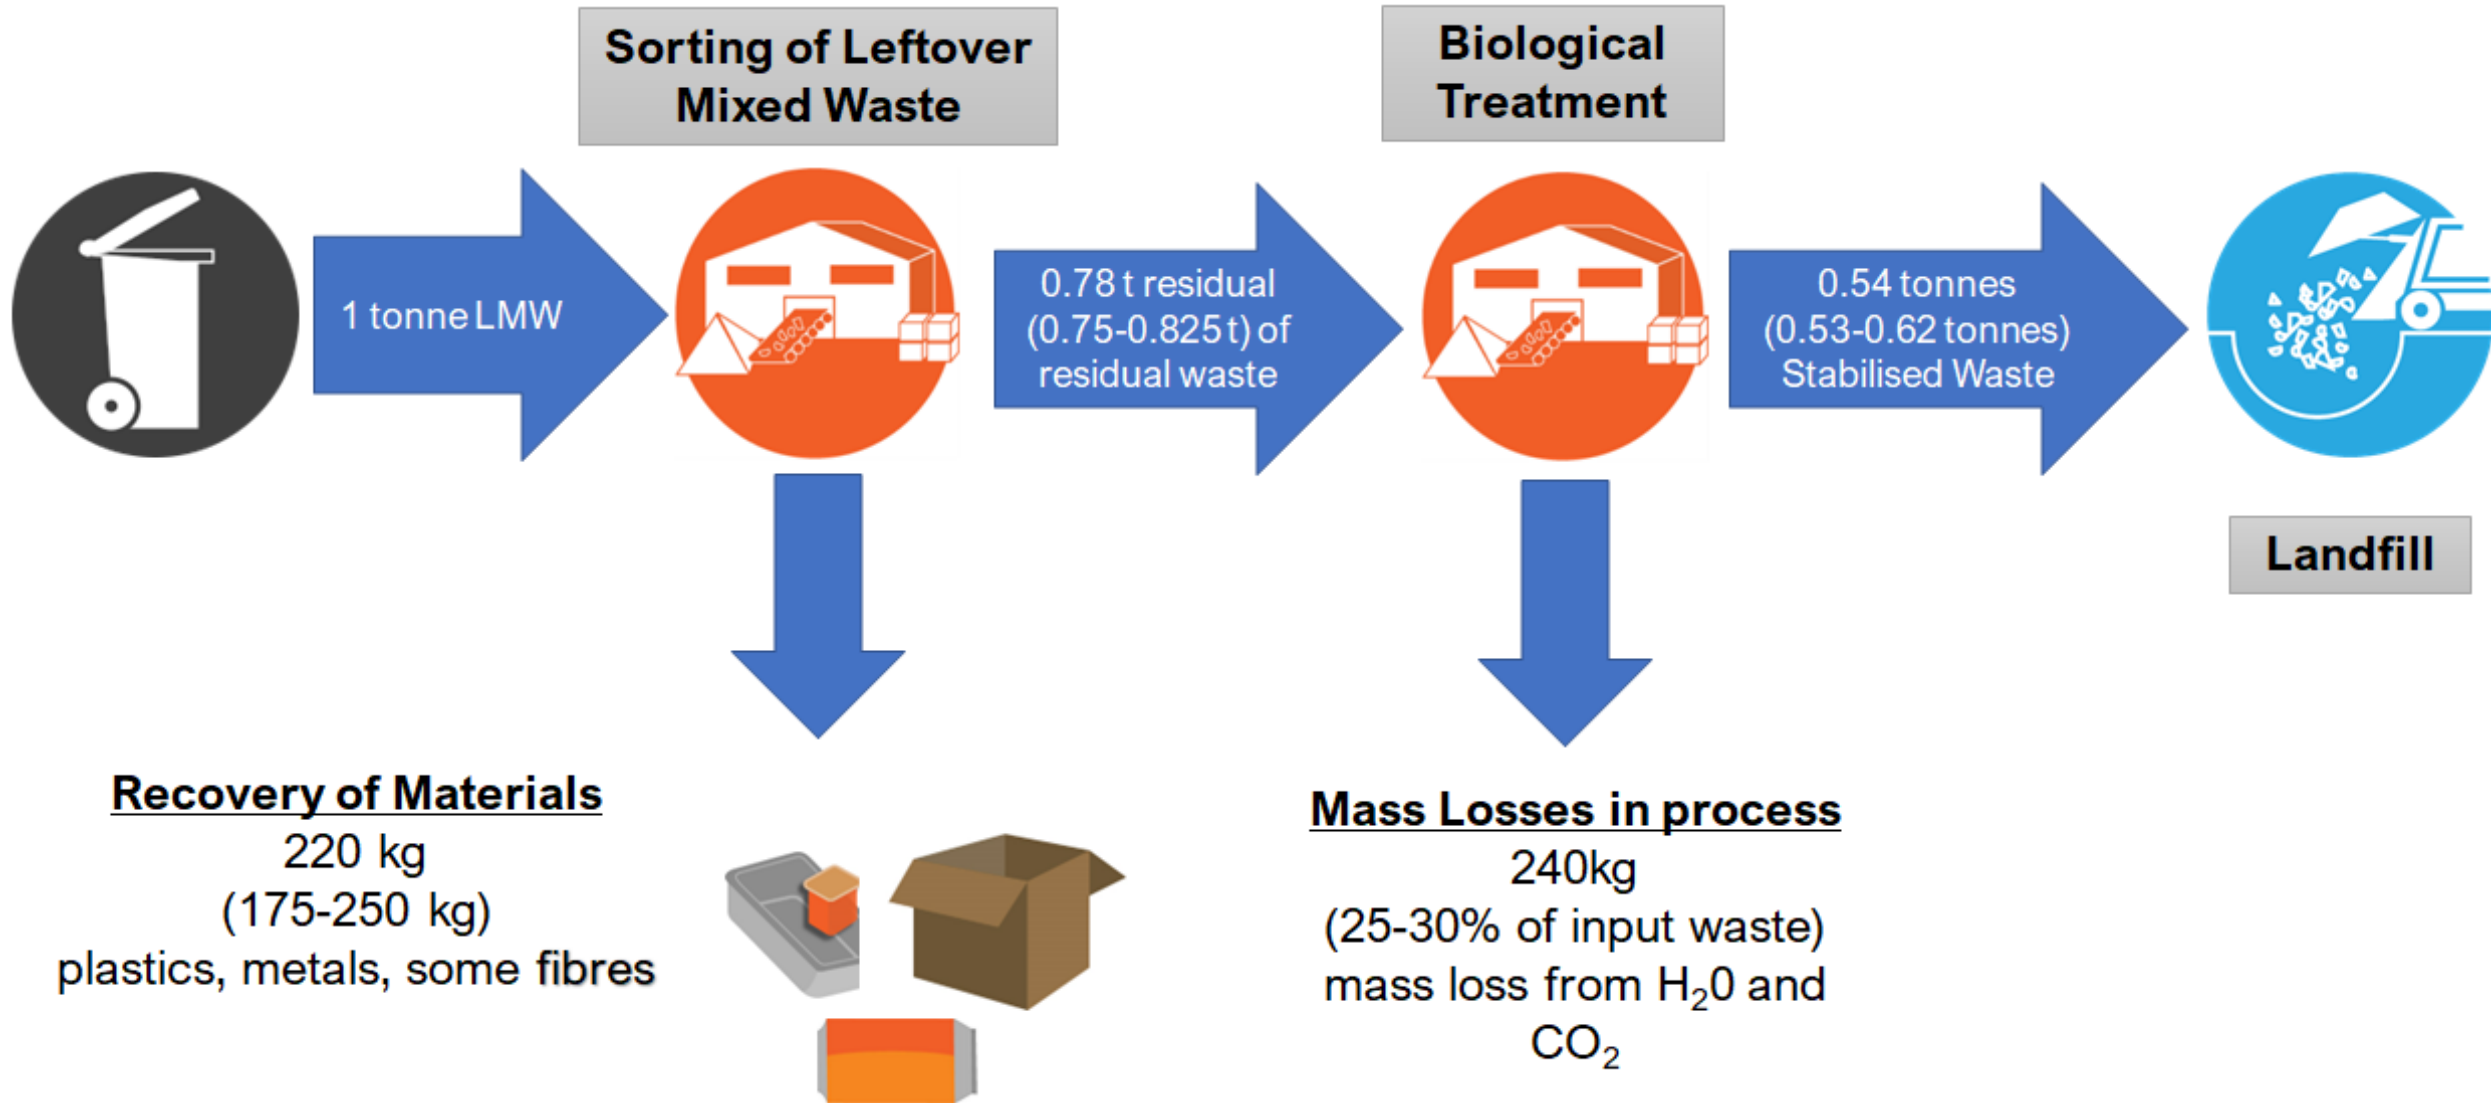 Sorting of Leftover
Mixed Waste
Biological
Treatment
1 tonne LMW
0.78 t residual
(0.75-0.825 t) of
residual waste
0.54 tonnes
(0.53-0.62 tonnes)
Stabilised Waste
Landfill
Recovery of Materials
220 kg
(175-250 kg)
plastics, metals, some fibres
Mass Losses in process
240kg
(25-30% of input waste)
mass loss from H₂0 and
CO₂